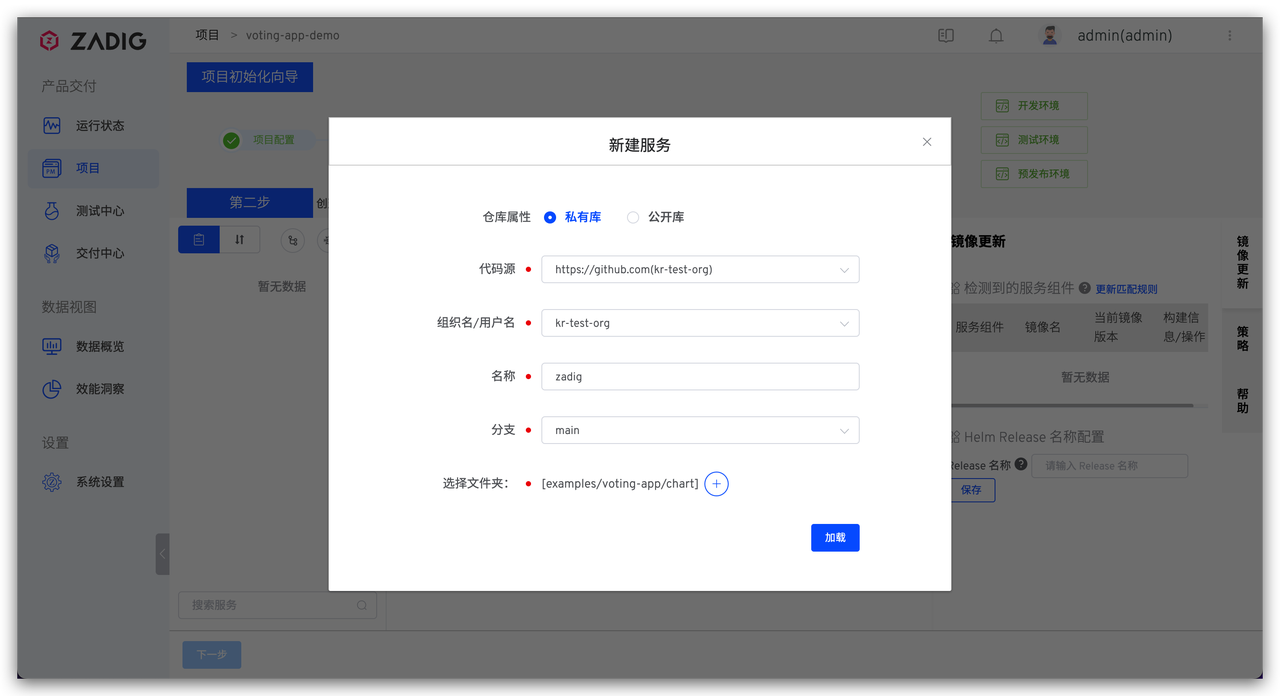 ZADIG
项目 > voting-app-demo
admin(admin)
产品交付
运行状态
项目
测试中心
交付中心
数据视图
数据概览
效能洞察
设置
系统设置
项目初始化向导
项目配置
开发环境
测试环境
预发布环境
第二步
创
暂无数据
搜索服务
下一步
新建服务
仓库属性 私有库 公开库
代码源 https://github.com(kr-test-org)
组织名/用户名 kr-test-org
名称 zadig
分支 main
选择文件夹： [examples/voting-app/chart]
加载
镜像更新
检测到的服务组件 更新匹配规则
服务组件 镜像名 当前镜像版本 构建信息/操作
暂无数据
Helm Release 名称配置
Release 名称 请输入 Release 名称
保存
镜像更新
策略
帮助